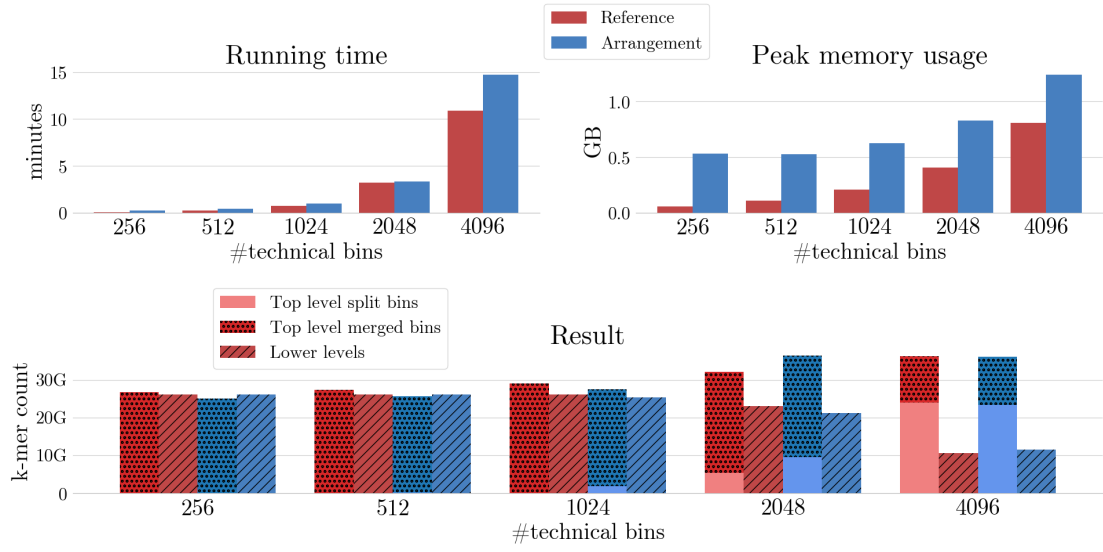 Reference
Arrangement
Running time
15
10
5
0
minutes
256 512 1024 2048 4096
#technical bins
Peak memory usage
1.0
0.5
0.0
GB
256 512 1024 2048 4096
#technical bins
Top level split bins
Top level merged bins
Lower levels
Result
30G
20G
10G
0
k-mer count
256 512 1024 2048 4096
#technical bins